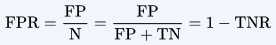 FPR = FP/N = FP/(FP + TN) = 1 − TNR